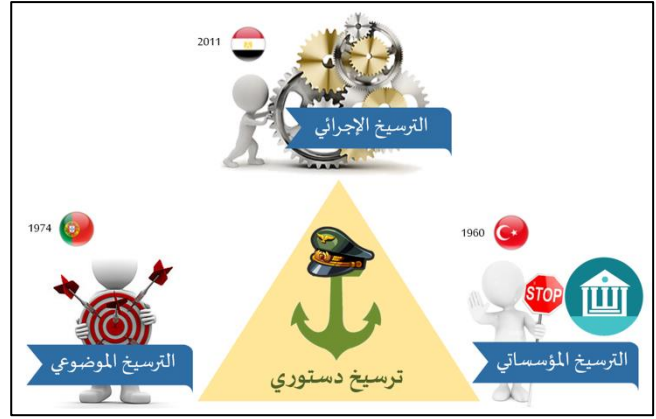 2011
الترسيخ الإجرائي
1974
1960
STOP
الترسيخ الموضوعي
ترسيخ دستوري
الترسيخ المؤسساتي